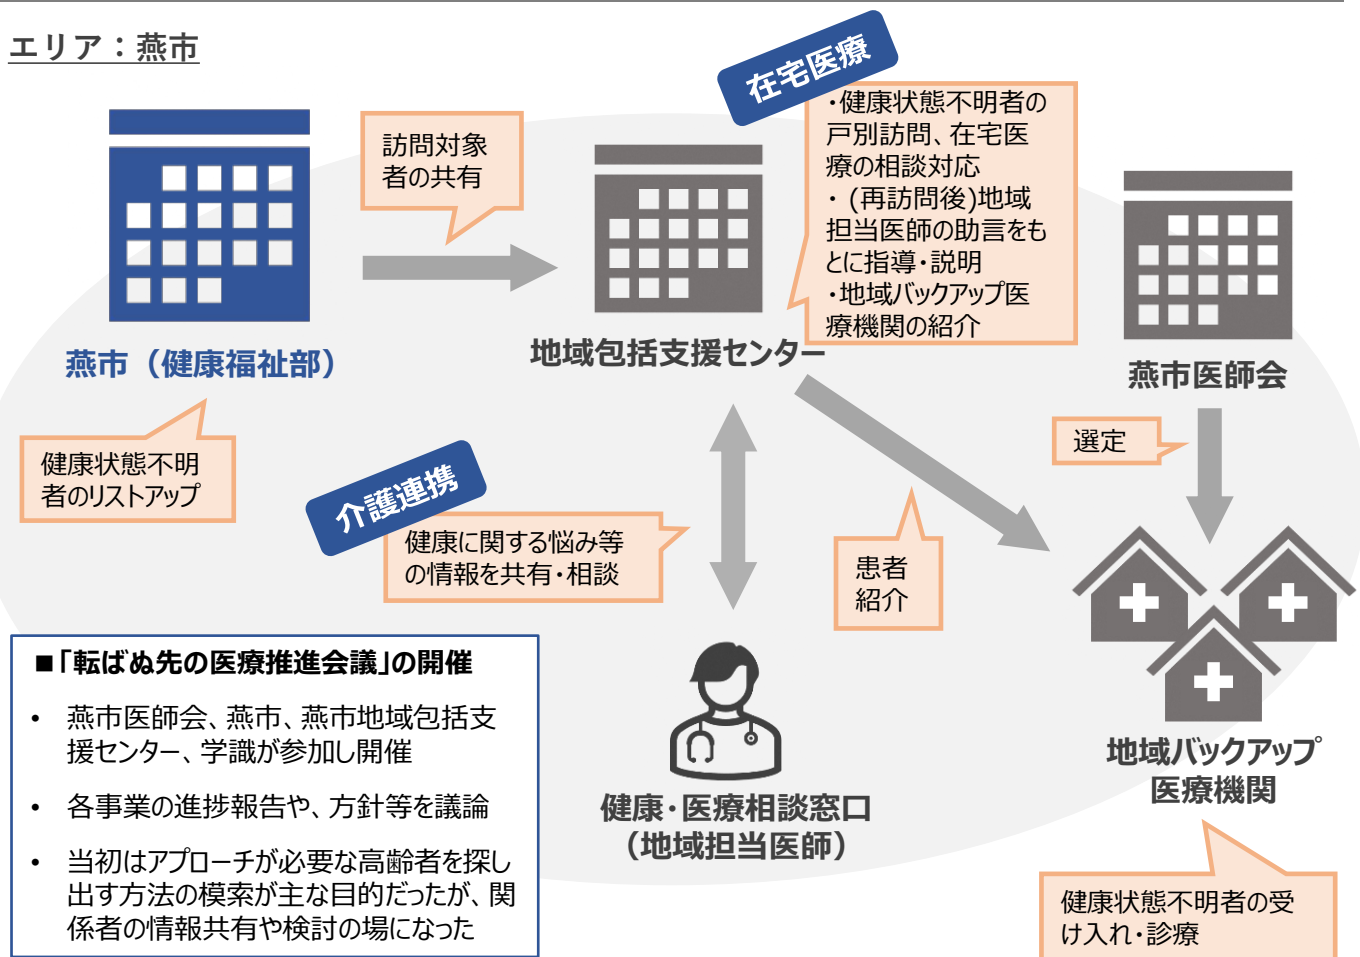 エリア：燕市
在宅医療
・健康状態不明者の
戸別訪問、在宅医
療の相談対応
・ (再訪問後)地域
担当医師の助言をも
とに指導・説明
・地域バックアップ医
療機関の紹介
訪問対象
者の共有
燕市（健康福祉部）
地域包括支援センター
燕市医師会
健康状態不明
者のリストアップ
選定
介護連携
健康に関する悩み等
の情報を共有・相談
患者
紹介
■「転ばぬ先の医療推進会議」の開催
• 燕市医師会、燕市、燕市地域包括支
援センター、学識が参加し開催
• 各事業の進捗報告や、方針等を議論
• 当初はアプローチが必要な高齢者を探し
出す方法の模索が主な目的だったが、関
係者の情報共有や検討の場になった
健康・医療相談窓口
（地域担当医師）
地域バックアップ
医療機関
健康状態不明者の受
け入れ・診療